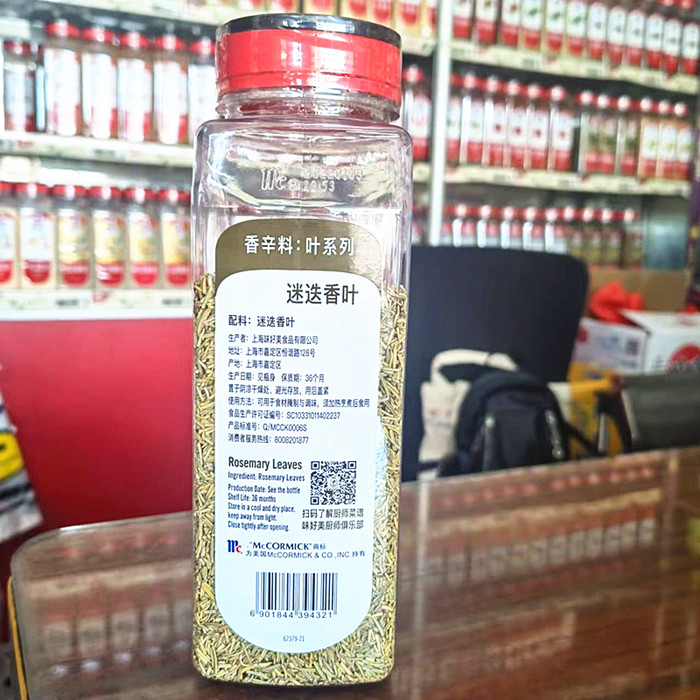 香辛料：叶系列
迷迭香叶
配料：迷迭香叶
生产者：上海味好美食品有限公司
地址：上海市嘉定区恒谐路128号
产地：上海市嘉定区
生产日期：见瓶身 保质期：36个月
置于阴凉干燥处、避光存放，用后盖紧
使用方法：可用于食材腌制与调味，须加热烹煮后食用
食品生产许可证编号：SC10331011402237
产品标准号：Q/MCCK0006S
消费者服务热线：8008201877
Rosemary Leaves
Ingredient: Rosemary Leaves
Production Date: See the bottle
Shelf Life: 36 months
Store in a cool and dry place,
keep away from light.
Close tightly after opening.
扫码了解厨师菜谱
味好美厨师俱乐部
"McCORMICK"商标
为美国McCORMICK & CO., INC.持有
6 901844 394321
62379-21